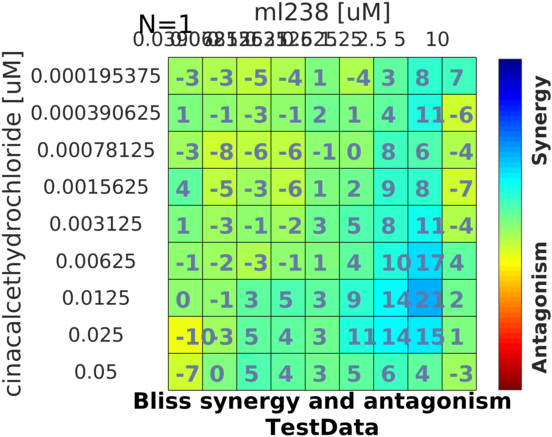 ml238 [uM]
N=1
2.5 5 10
cinacalcethydrochloride [uM]
0.000195375 -3 -3 -5 -4 1 -4 3 8 7
0.000390625 1 -1 -3 -1 2 1 4 11 -6
0.00078125 -3 -8 -6 -6 -1 0 8 6 -4
0.0015625 4 -5 -3 -6 1 2 9 8 -7
0.003125 1 -3 -1 -2 3 5 8 11 -4
0.00625 -1 -2 -3 -1 1 4 10 17 4
0.0125 0 -1 3 5 3 9 14 21 2
0.025 -10 -3 5 4 3 11 14 15 1
0.05 -7 0 5 4 3 5 6 4 -3
Synergy
Antagonism
Bliss synergy and antagonism
TestData